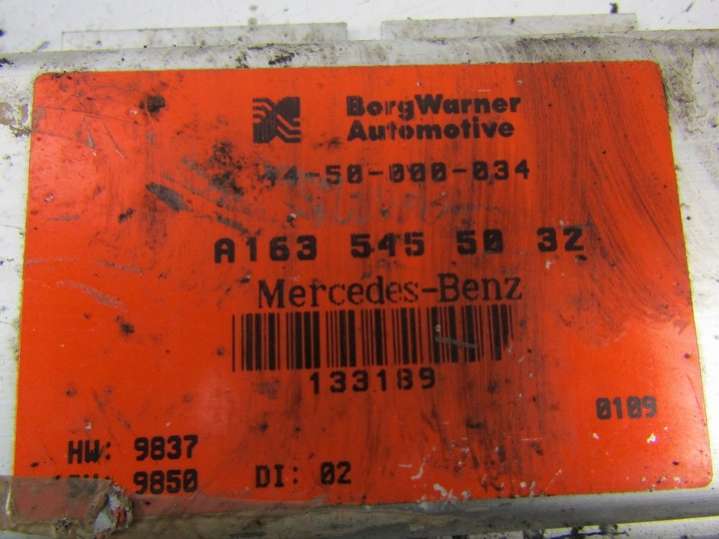 BorgWarner
Automotive
44-50-000-034
A163 545 50 32
Mercedes-Benz
133189
0109
HW: 9837
9850 DI: 02